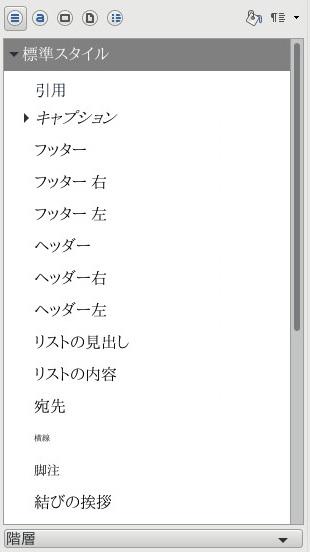 標準スタイル
引用
キャプション
フッター
フッター 右
フッター 左
ヘッダー
ヘッダー右
ヘッダー左
リストの見出し
リストの内容
宛先
横線
脚注
結びの挨拶
階層